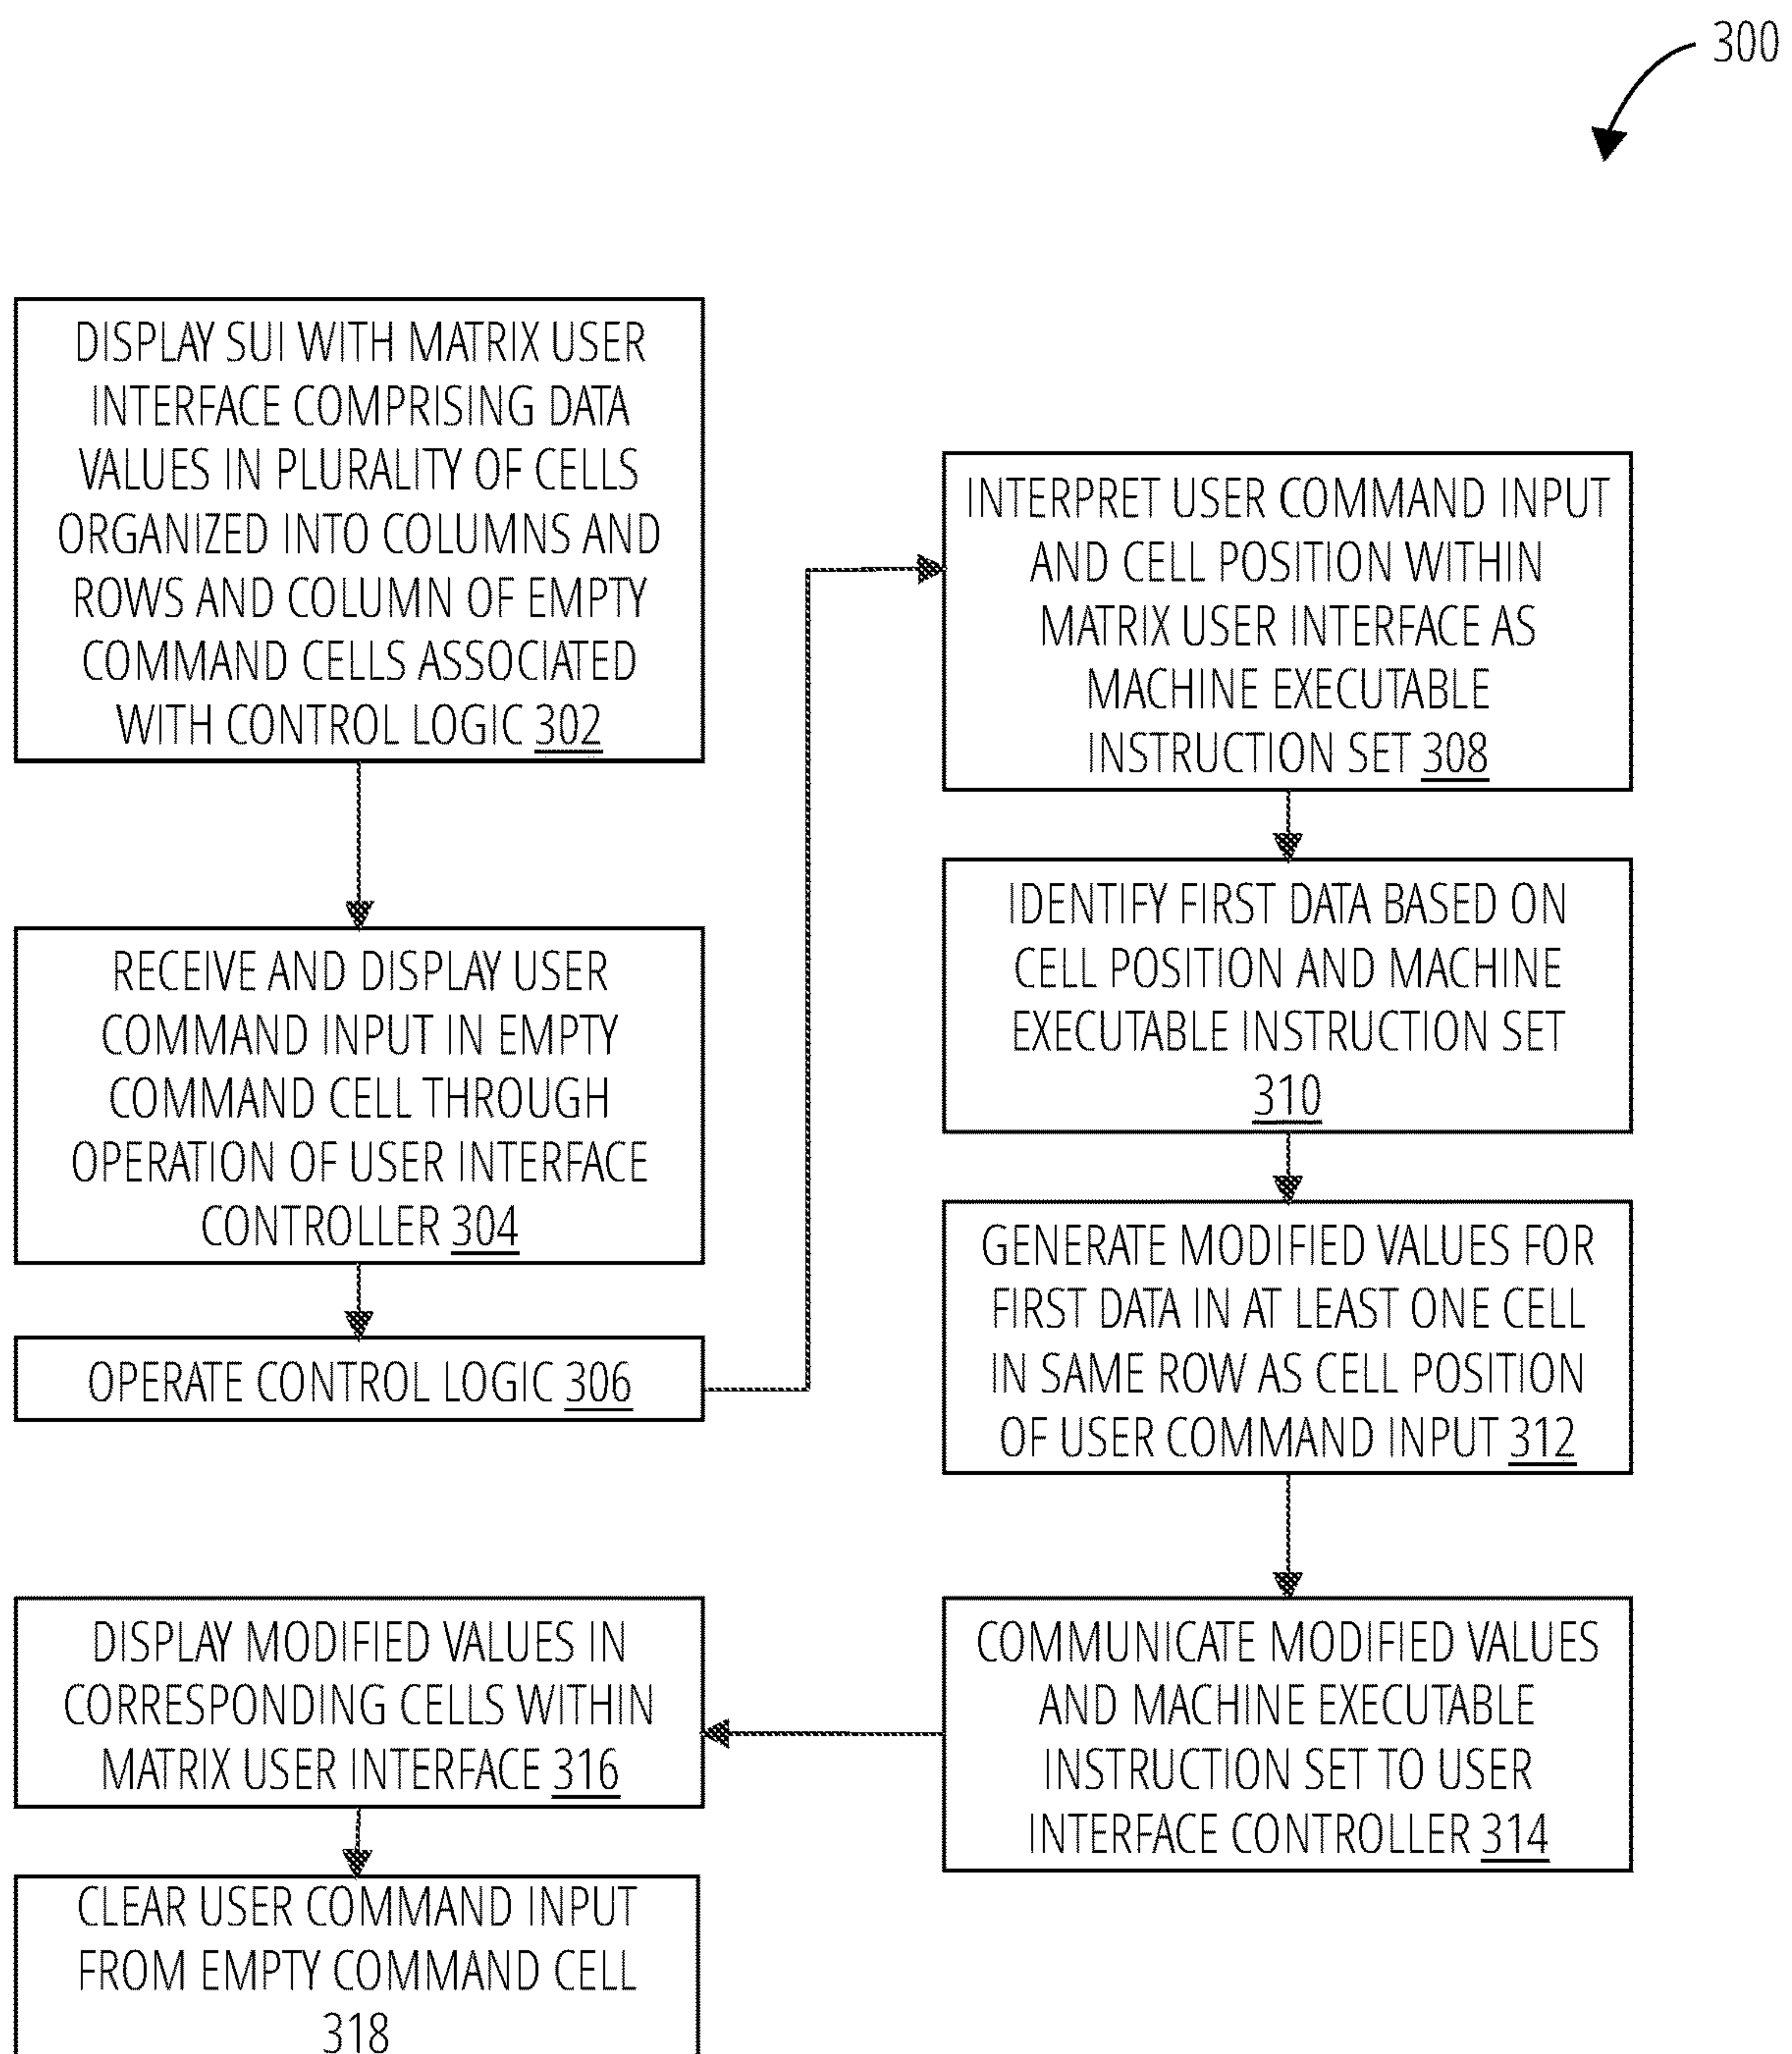 300
DISPLAY SUI WITH MATRIX USER
INTERFACE COMPRISING DATA
VALUES IN PLURALITY OF CELLS
ORGANIZED INTO COLUMNS AND
ROWS AND COLUMN OF EMPTY
COMMAND CELLS ASSOCIATED
WITH CONTROL LOGIC 302
RECEIVE AND DISPLAY USER
COMMAND INPUT IN EMPTY
COMMAND CELL THROUGH
OPERATION OF USER INTERFACE
CONTROLLER 304
OPERATE CONTROL LOGIC 306
INTERPRET USER COMMAND INPUT
AND CELL POSITION WITHIN
MATRIX USER INTERFACE AS
MACHINE EXECUTABLE
INSTRUCTION SET 308
IDENTIFY FIRST DATA BASED ON
CELL POSITION AND MACHINE
EXECUTABLE INSTRUCTION SET
310
GENERATE MODIFIED VALUES FOR
FIRST DATA IN AT LEAST ONE CELL
IN SAME ROW AS CELL POSITION
OF USER COMMAND INPUT 312
COMMUNICATE MODIFIED VALUES
AND MACHINE EXECUTABLE
INSTRUCTION SET TO USER
INTERFACE CONTROLLER 314
DISPLAY MODIFIED VALUES IN
CORRESPONDING CELLS WITHIN
MATRIX USER INTERFACE 316
CLEAR USER COMMAND INPUT
FROM EMPTY COMMAND CELL
318